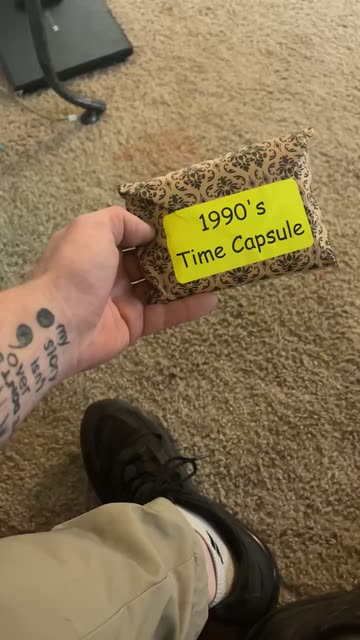 1990's
Time Capsule
my
story
isn't
over